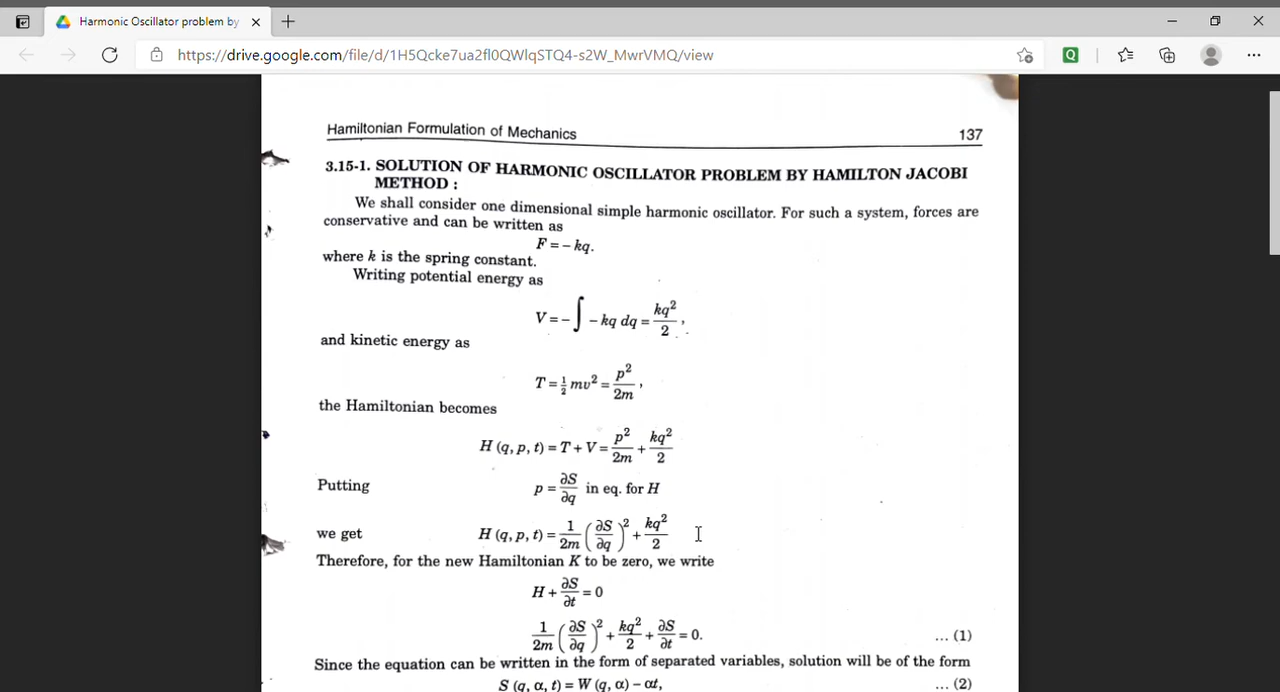 Harmonic Oscillator problem by
https://drive.google.com/file/d/1H5Qcke7ua2fl0QWlqSTQ4-s2W_MwrVMQ/view
Hamiltonian Formulation of Mechanics 137
3.15-1. SOLUTION OF HARMONIC OSCILLATOR PROBLEM BY HAMILTON JACOBI
METHOD :
We shall consider one dimensional simple harmonic oscillator. For such a system, forces are
conservative and can be written as
F = – kq.
where k is the spring constant.
Writing potential energy as
V = – ∫ – kq dq = kq²/2 ,
and kinetic energy as
T = ½ mv² = p²/2m ,
the Hamiltonian becomes
H (q, p, t) = T + V = p²/2m + kq²/2
Putting p = ∂S/∂q in eq. for H
we get H (q, p, t) = 1/2m (∂S/∂q)² + kq²/2
Therefore, for the new Hamiltonian K to be zero, we write
H + ∂S/∂t = 0
1/2m (∂S/∂q)² + kq²/2 + ∂S/∂t = 0. ... (1)
Since the equation can be written in the form of separated variables, solution will be of the form
S (q, α, t) = W (q, α) – αt, ... (2)